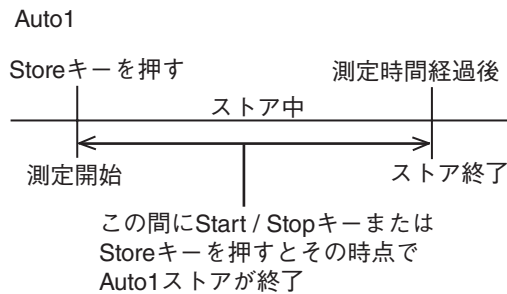 Auto1
Storeキーを押す
測定時間経過後
ストア中
測定開始
ストア終了
この間にStart / Stopキーまたは
Storeキーを押すとその時点で
Auto1ストアが終了